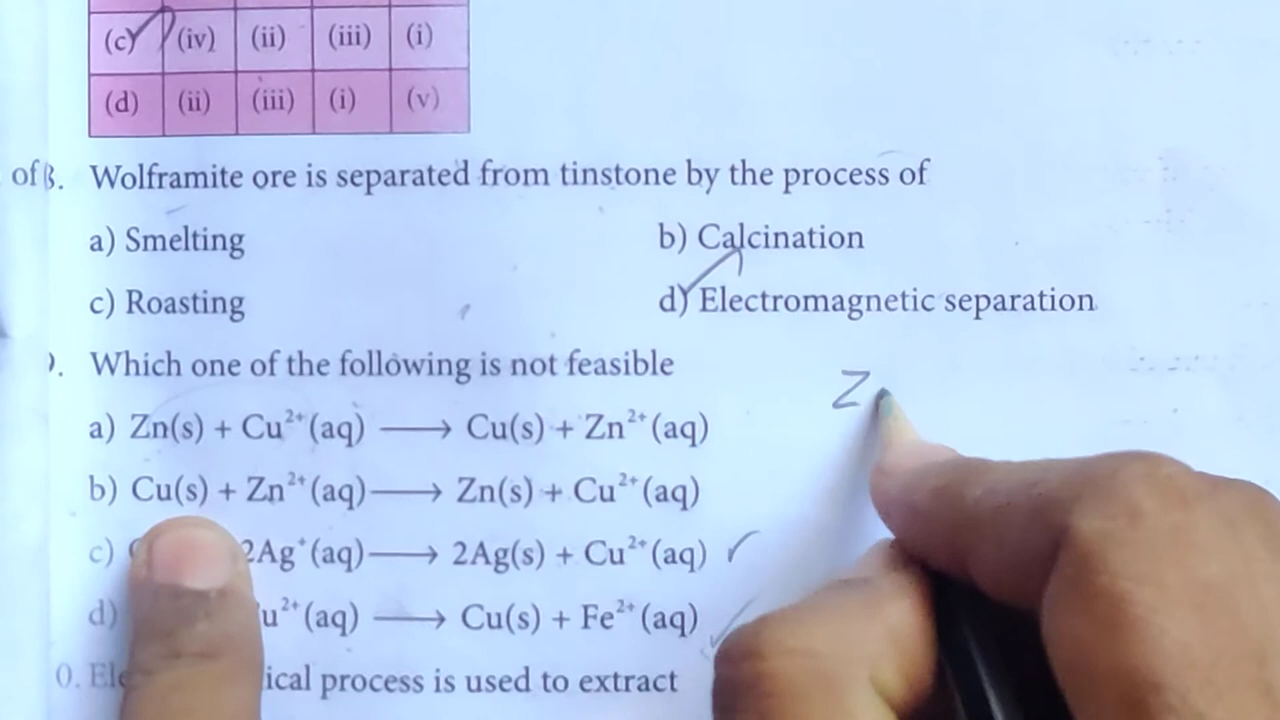 (c) (iv) (ii) (iii) (i)
(d) (ii) (iii) (i) (v)
of 8. Wolframite ore is separated from tinstone by the process of
a) Smelting b) Calcination
c) Roasting d) Electromagnetic separation
Which one of the following is not feasible
a) Zn(s) + Cu²⁺(aq) ⟶ Cu(s) + Zn²⁺(aq)
Z
b) Cu(s) + Zn²⁺(aq) ⟶ Zn(s) + Cu²⁺(aq)
c) 2Ag⁺(aq) ⟶ 2Ag(s) + Cu²⁺(aq)
d) u²⁺(aq) ⟶ Cu(s) + Fe²⁺(aq)
0. Ele ical process is used to extract